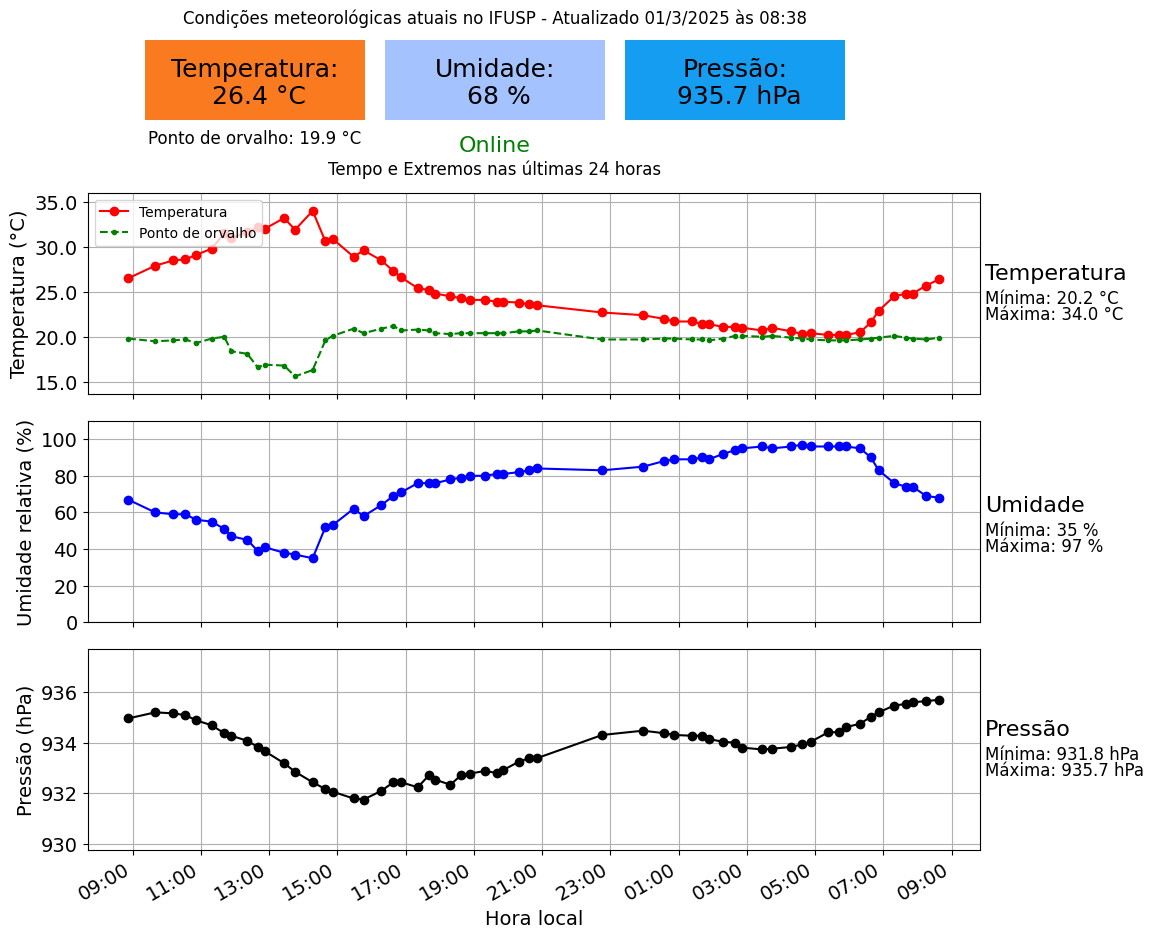 Condições meteorológicas atuais no IFUSP - Atualizado 01/3/2025 às 08:38
Temperatura:
26.4 °C
Umidade:
68 %
Pressão:
935.7 hPa
Ponto de orvalho: 19.9 °C
Online
Tempo e Extremos nas últimas 24 horas
Temperatura (°C)
35.0
30.0
25.0
20.0
15.0
Temperatura
Ponto de orvalho
Temperatura
Mínima: 20.2 °C
Máxima: 34.0 °C
Umidade relativa (%)
100
80
60
40
20
0
Umidade
Mínima: 35 %
Máxima: 97 %
Pressão (hPa)
936
934
932
930
Pressão
Mínima: 931.8 hPa
Máxima: 935.7 hPa
09:00 11:00 13:00 15:00 17:00 19:00 21:00 23:00 01:00 03:00 05:00 07:00 09:00
Hora local